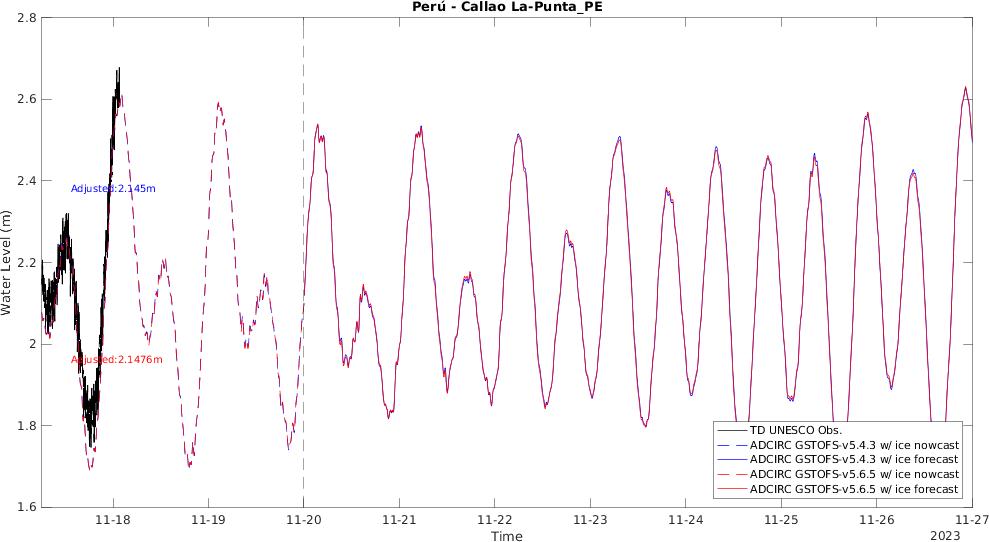 Perú - Callao La-Punta_PE
2.8
2.6
2.4
2.2
2
1.8
1.6
Water Level (m)
Adjusted:2.145m
Adjusted:2.1476m
TD UNESCO Obs.
ADCIRC GSTOFS-v5.4.3 w/ ice nowcast
ADCIRC GSTOFS-v5.4.3 w/ ice forecast
ADCIRC GSTOFS-v5.6.5 w/ ice nowcast
ADCIRC GSTOFS-v5.6.5 w/ ice forecast
11-18 11-19 11-20 11-21 11-22 11-23 11-24 11-25 11-26 11-27
Time
2023